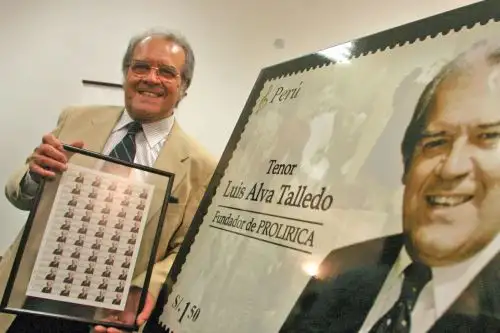 Perú
Tenor
Luis Alva Talledo
Fundador de PROLIRICA
S/.1.50